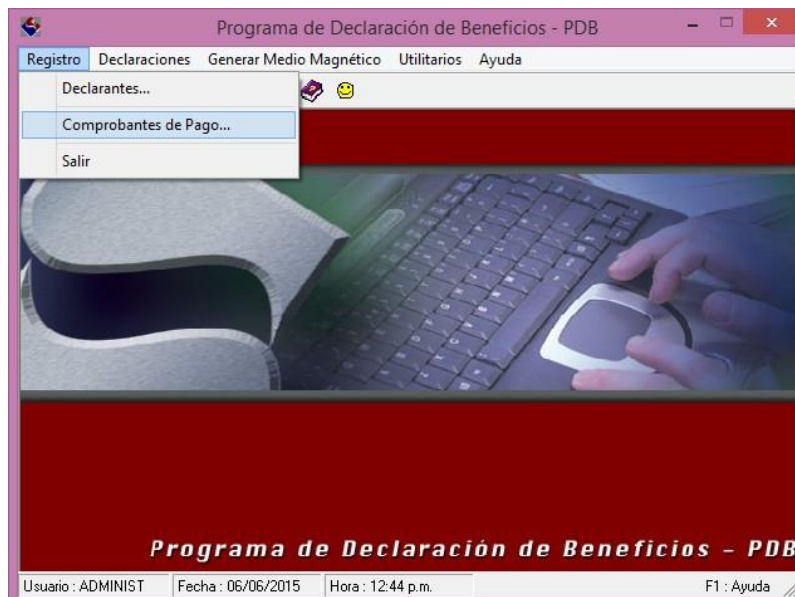 Programa de Declaración de Beneficios - PDB
Registro Declaraciones Generar Medio Magnético Utilitarios Ayuda
Declarantes...
Comprobantes de Pago...
Salir
Programa de Declaración de Beneficios - PDB
Usuario : ADMINIST Fecha : 06/06/2015 Hora : 12:44 p.m. F1 : Ayuda